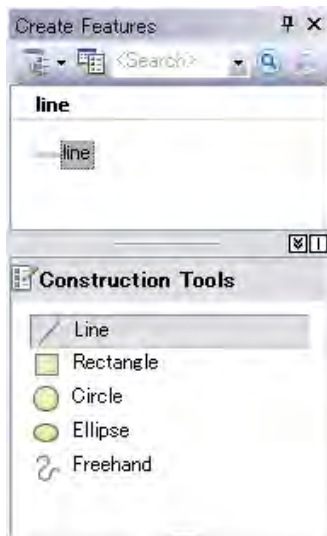 Create Features
<Search>
line
line
Construction Tools
Line
Rectangle
Circle
Ellipse
Freehand